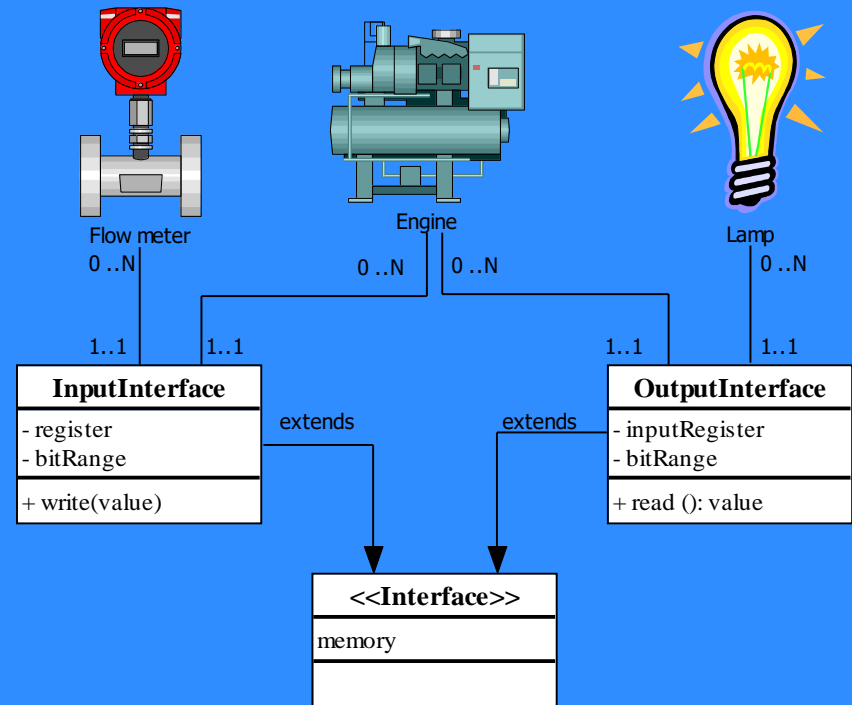 Flow meter
Engine
Lamp
0 ..N
0 ..N
0 ..N
0 ..N
1..1
1..1
1..1
1..1
InputInterface
- register
- bitRange
+ write(value)
extends
extends
OutputInterface
- inputRegister
- bitRange
+ read (): value
<<Interface>>
memory